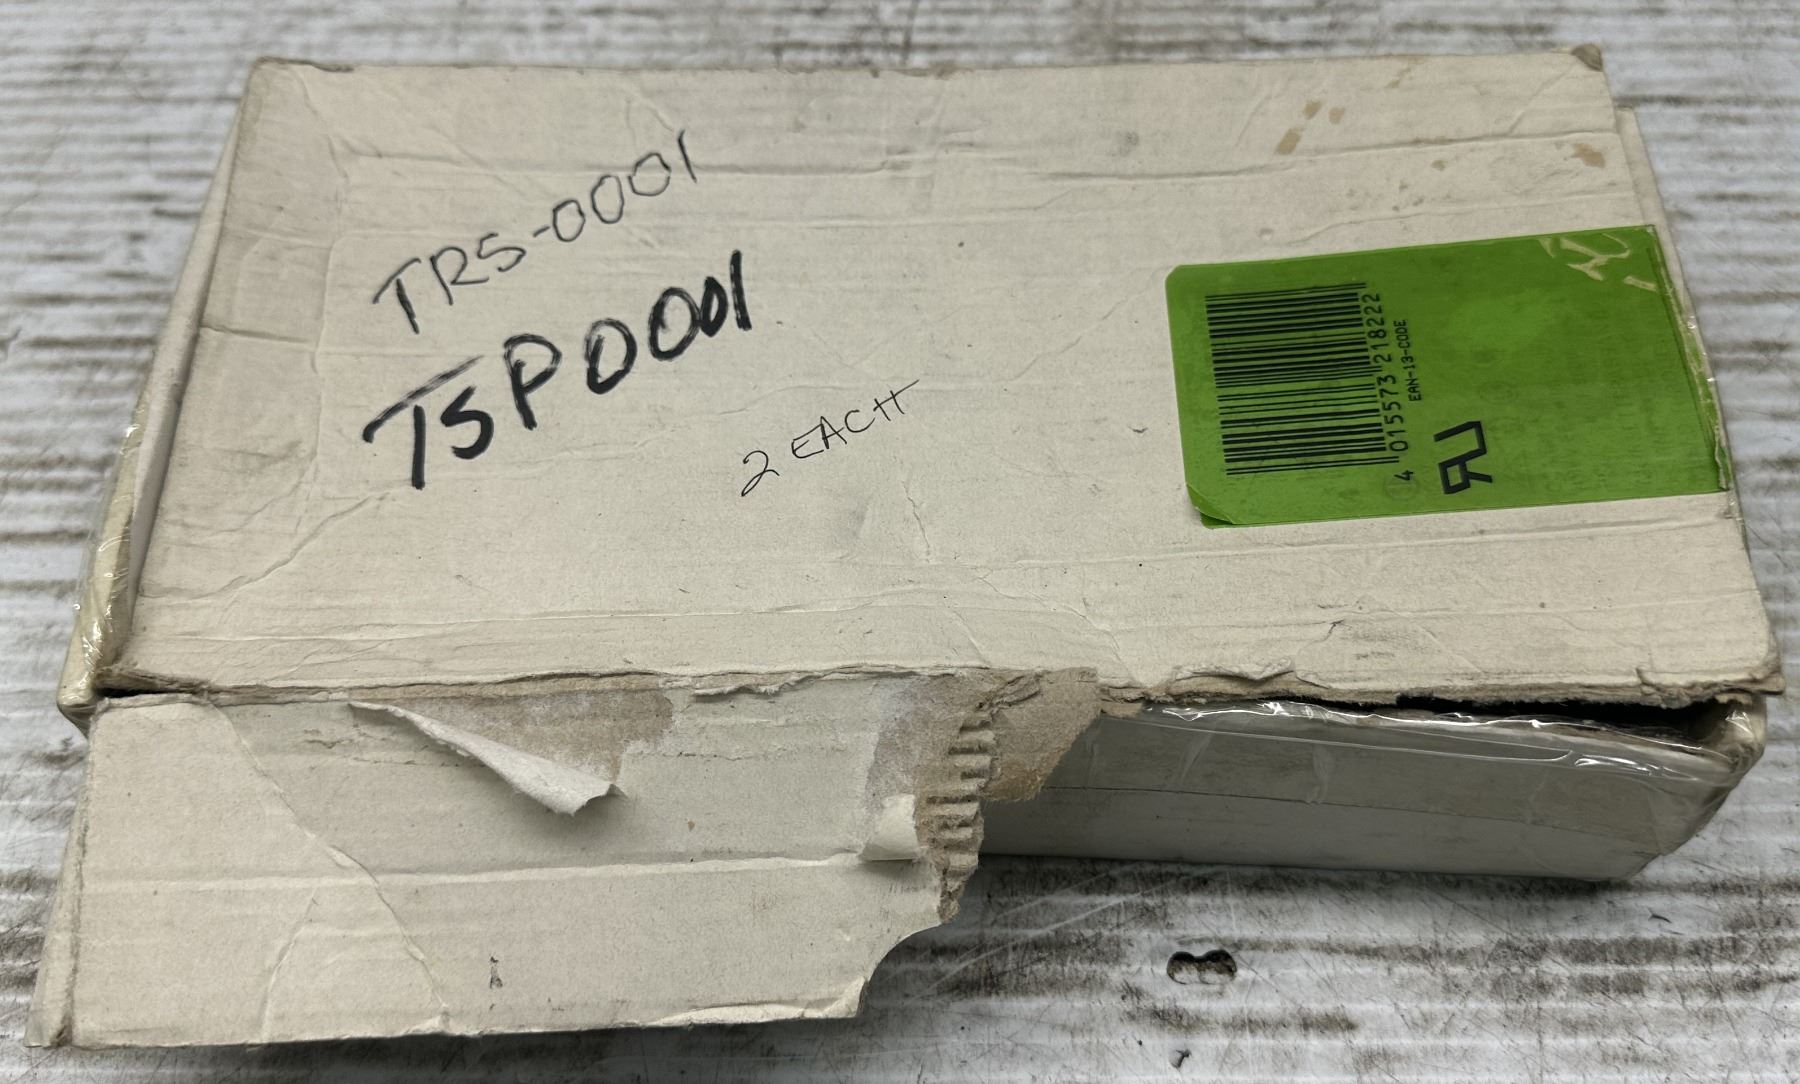 TRS-0001
TSP0001
2 EACH
4 015573 218222
EAN-13-CODE